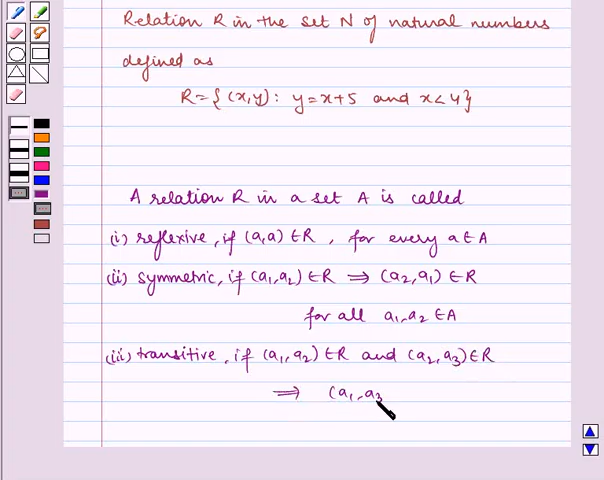 Relation R in the set N of natural numbers
defined as
R={(x,y): y=x+5 and x<4}
A relation R in a set A is called
(i) reflexive, if (a,a) ∈ R, for every a ∈ A
(ii) symmetric, if (a₁,a₂) ∈ R ⟹ (a₂,a₁) ∈ R
for all a₁,a₂ ∈ A
(iii) transitive, if (a₁,a₂) ∈ R and (a₂,a₃) ∈ R
⟹ (a₁,a₃